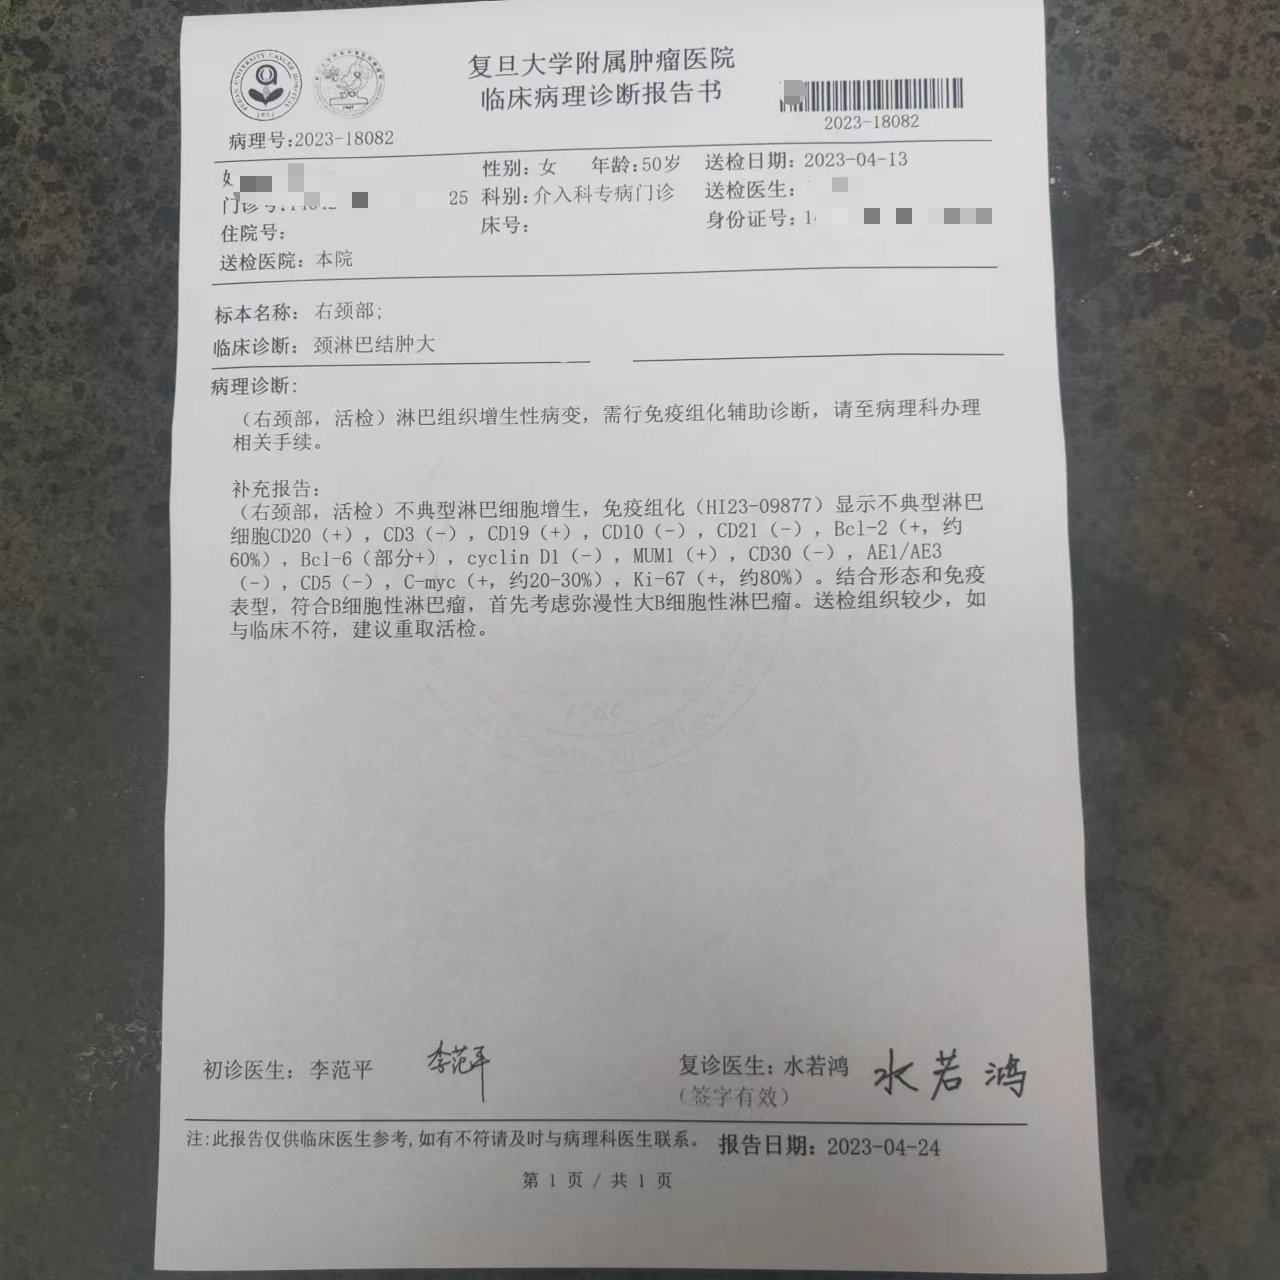 复旦大学附属肿瘤医院
临床病理诊断报告书
病理号:2023-18082
2023-18082
性别: 女 年龄:50岁 送检日期: 2023-04-13
25 科别: 介入科专病门诊 送检医生:
住院号: 床号: 身份证号: 1
送检医院: 本院
标本名称: 右颈部;
临床诊断: 颈淋巴结肿大
病理诊断:
（右颈部，活检）淋巴组织增生性病变，需行免疫组化辅助诊断，请至病理科办理
相关手续。
补充报告:
（右颈部，活检）不典型淋巴细胞增生，免疫组化（HI23-09877）显示不典型淋巴
细胞CD20（+），CD3（-），CD19（+），CD10（-），CD21（-），Bcl-2（+，约
60%），Bcl-6（部分+），cyclin D1（-），MUM1（+），CD30（-），AE1/AE3
（-），CD5（-），C-myc（+，约20-30%），Ki-67（+，约80%）。结合形态和免疫
表型，符合B细胞性淋巴瘤，首先考虑弥漫性大B细胞性淋巴瘤。送检组织较少，如
与临床不符，建议重取活检。
初诊医生: 李范平 李范平 复诊医生: 水若鸿 水若鸿
（签字有效）
注:此报告仅供临床医生参考,如有不符请及时与病理科医生联系。 报告日期: 2023-04-24
第 1 页 / 共 1 页